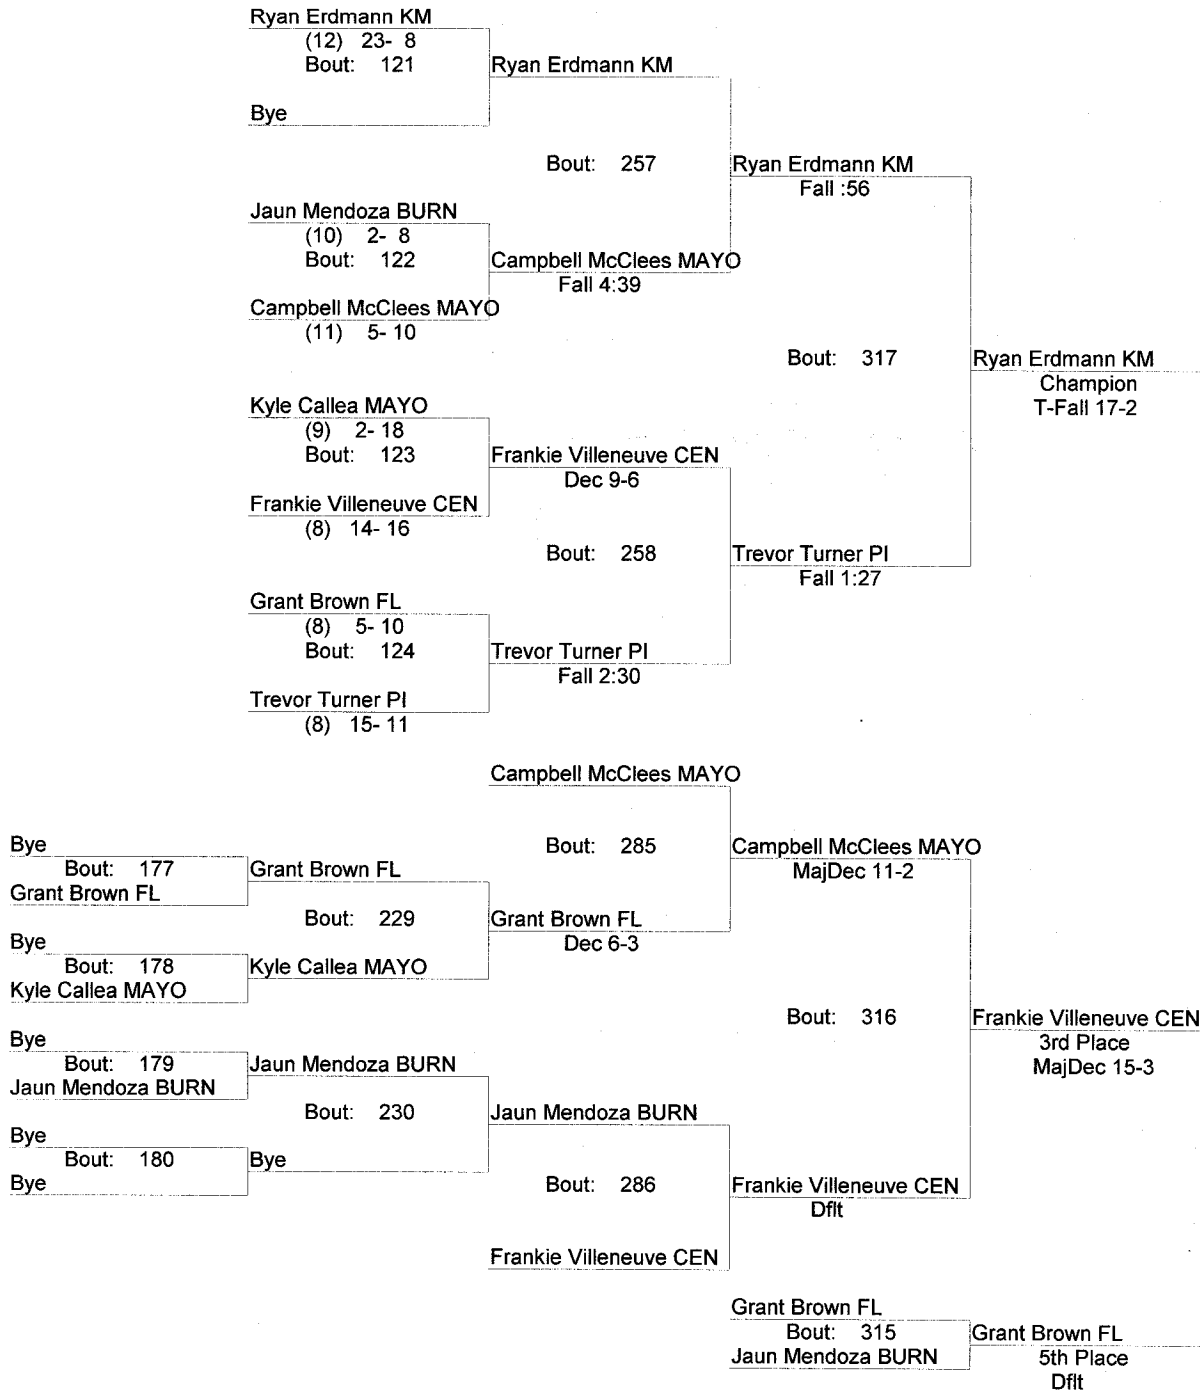 Ryan Erdmann KM
(12) 23- 8
Bout: 121
Ryan Erdmann KM
Bye
Bout: 257
Ryan Erdmann KM
Fall :56
Jaun Mendoza BURN
(10) 2- 8
Bout: 122
Campbell McClees MAYO
Fall 4:39
Campbell McClees MAYO
(11) 5- 10
Bout: 317
Ryan Erdmann KM
Champion
T-Fall 17-2
Kyle Callea MAYO
(9) 2- 18
Bout: 123
Frankie Villeneuve CEN
Dec 9-6
Frankie Villeneuve CEN
(8) 14- 16
Bout: 258
Trevor Turner PI
Fall 1:27
Grant Brown FL
(8) 5- 10
Bout: 124
Trevor Turner PI
Fall 2:30
Trevor Turner PI
(8) 15- 11
Campbell McClees MAYO
Bout: 285
Campbell McClees MAYO
MajDec 11-2
Bye
Bout: 177
Grant Brown FL
Grant Brown FL
Bout: 229
Grant Brown FL
Dec 6-3
Bye
Bout: 178
Kyle Callea MAYO
Kyle Callea MAYO
Bout: 316
Frankie Villeneuve CEN
3rd Place
MajDec 15-3
Bye
Bout: 179
Jaun Mendoza BURN
Jaun Mendoza BURN
Bout: 230
Jaun Mendoza BURN
Bye
Bout: 180
Bye
Bye
Bout: 286
Frankie Villeneuve CEN
Dflt
Frankie Villeneuve CEN
Grant Brown FL
Bout: 315
Jaun Mendoza BURN
Grant Brown FL
5th Place
Dflt